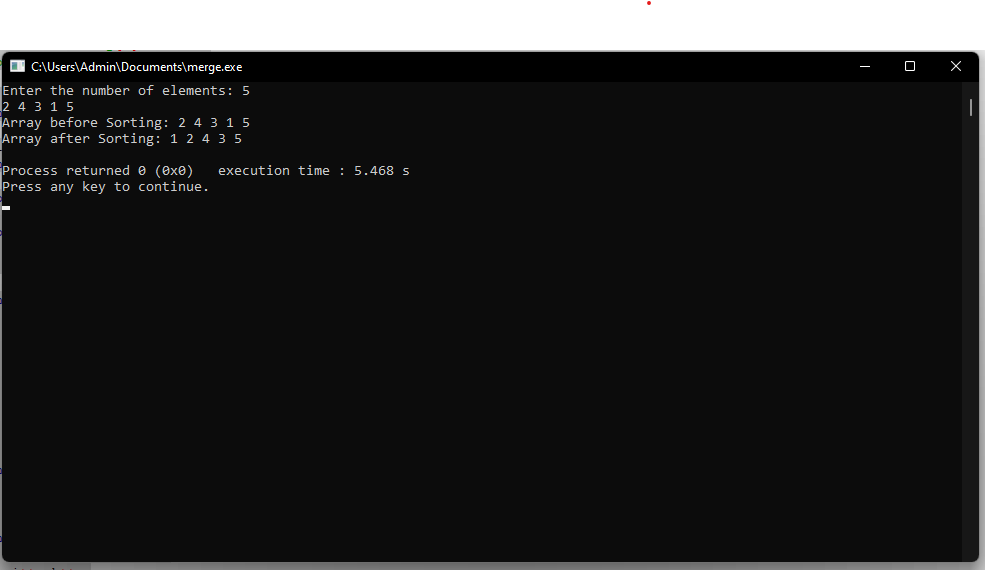 C:\Users\Admin\Documents\merge.exe
Enter the number of elements: 5
2 4 3 1 5
Array before Sorting: 2 4 3 1 5
Array after Sorting: 1 2 4 3 5
Process returned 0 (0x0)   execution time : 5.468 s
Press any key to continue.